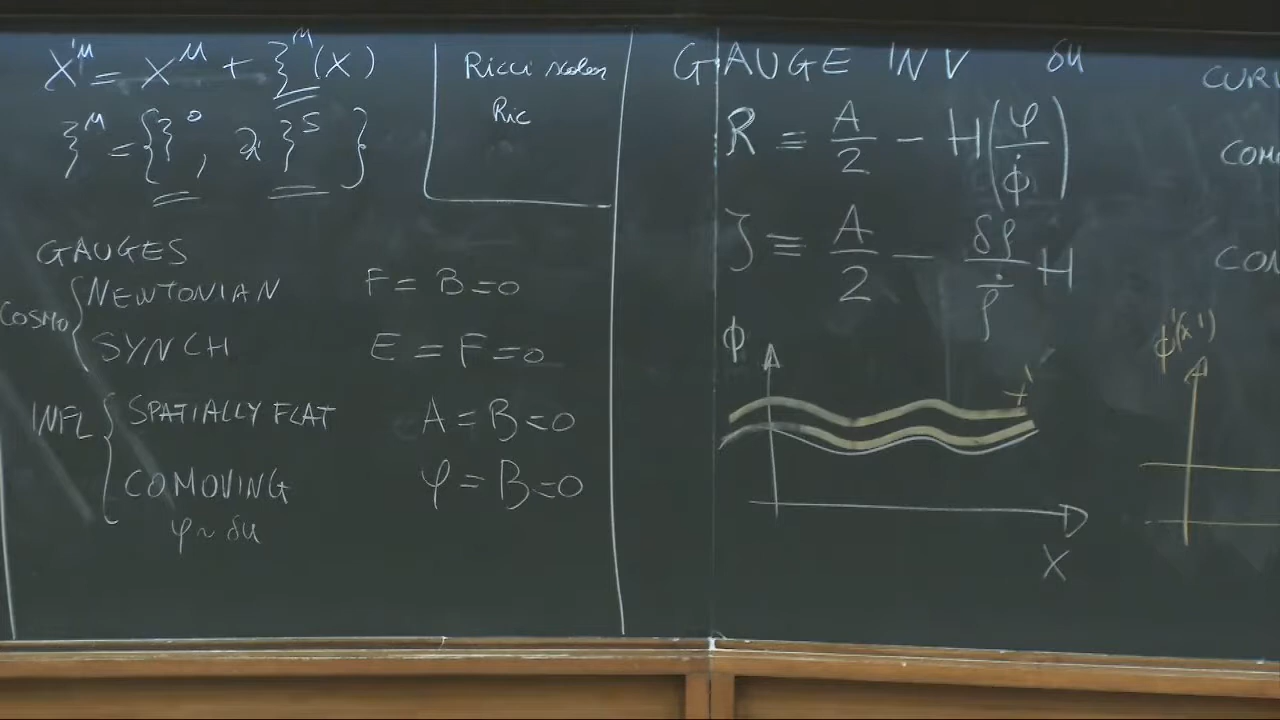 x'^μ = x^μ + ξ^μ(x)
ξ^μ = {ξ^0, ∂_i ξ^S}
Ricci scalar
Ric
GAUGES
COSMO { NEWTONIAN F = B = 0
SYNCH E = F = 0
INFL { SPATIALLY FLAT A = B = 0
COMOVING φ = B = 0
φ ~ δu
GAUGE INV δu
R ≡ A/2 − H(φ/ϕ̇)
ζ ≡ A/2 − δρ/ρ̇ H
ϕ
x'
x
CURV
COM
CON
ϕ'(x')